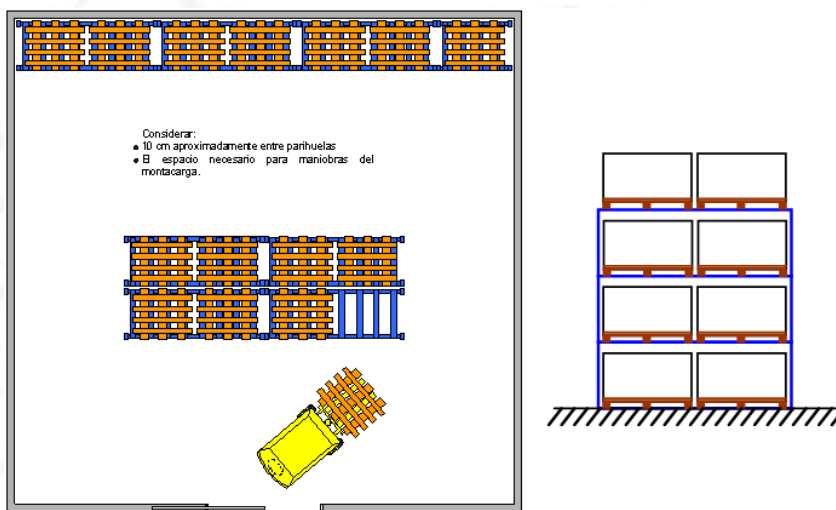 Considerar:
• 10 cm aproximadamente entre parihuelas
• El espacio necesario para maniobras del
montacarga.